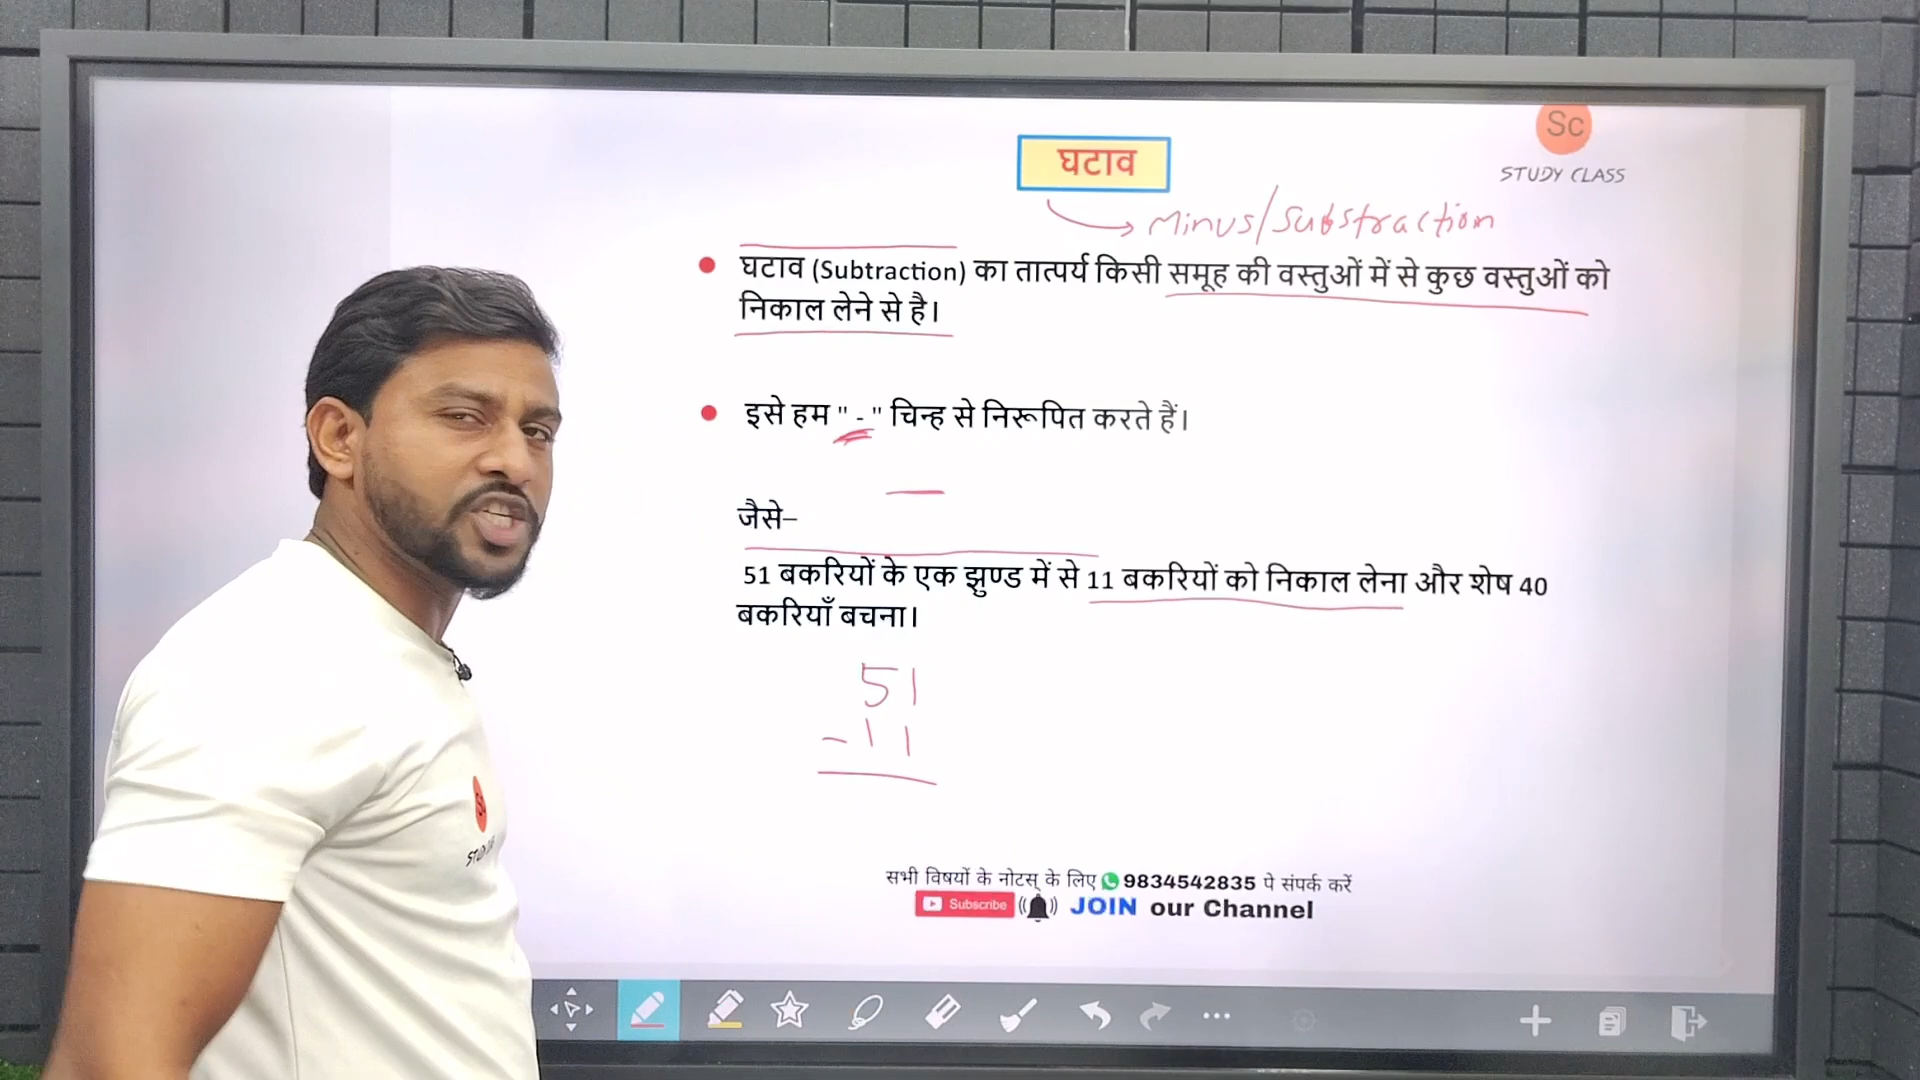 Sc
STUDY CLASS
घटाव
Minus/Substraction
घटाव (Subtraction) का तात्पर्य किसी समूह की वस्तुओं में से कुछ वस्तुओं को
निकाल लेने से है।
इसे हम " - " चिन्ह से निरूपित करते हैं।
जैसे–
51 बकरियों के एक झुण्ड में से 11 बकरियों को निकाल लेना और शेष 40
बकरियाँ बचना।
51
-11
सभी विषयों के नोटस् के लिए 9834542835 पे संपर्क करें
Subscribe JOIN our Channel